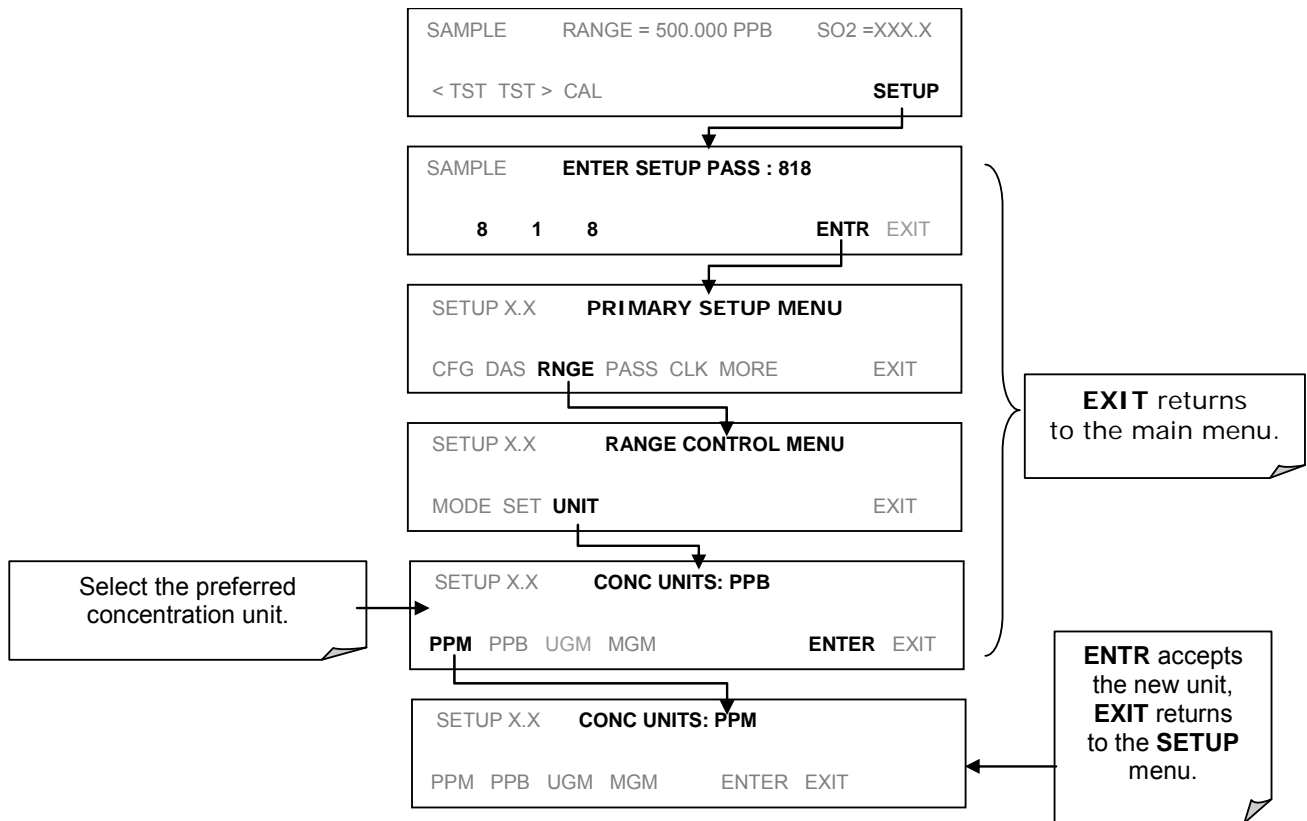 SAMPLE RANGE = 500.000 PPB SO2 =XXX.X
< TST TST > CAL SETUP
SAMPLE ENTER SETUP PASS : 818
8 1 8 ENTR EXIT
SETUP X.X PRIMARY SETUP MENU
CFG DAS RNGE PASS CLK MORE EXIT
EXIT returns
to the main menu.
SETUP X.X RANGE CONTROL MENU
MODE SET UNIT EXIT
Select the preferred
concentration unit.
SETUP X.X CONC UNITS: PPB
PPM PPB UGM MGM ENTER EXIT
SETUP X.X CONC UNITS: PPM
PPM PPB UGM MGM ENTER EXIT
ENTR accepts
the new unit,
EXIT returns
to the SETUP
menu.